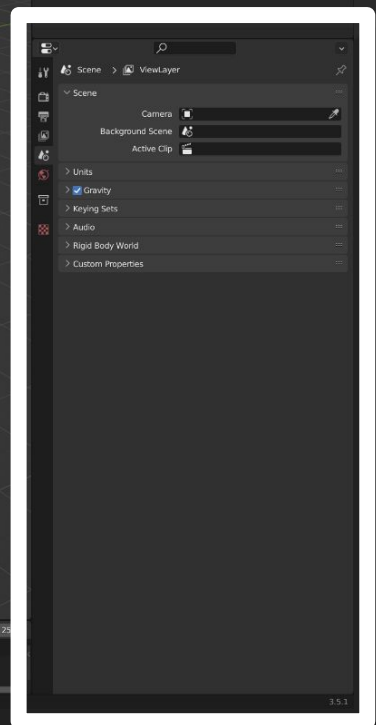 Scene > ViewLayer
Scene
Camera
Background Scene
Active Clip
Units
Gravity
Keying Sets
Audio
Rigid Body World
Custom Properties
25
3.5.1